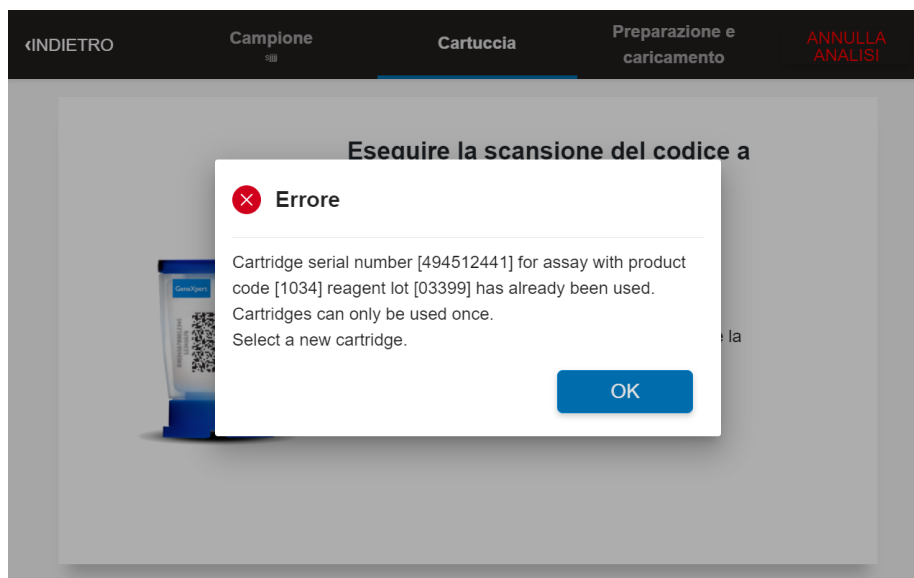 ‹INDIETRO
Campione
Cartuccia
Preparazione e
caricamento
ANNULLA
ANALISI
Eseguire la scansione del codice a
Errore
Cartridge serial number [494512441] for assay with product
code [1034] reagent lot [03399] has already been used.
Cartridges can only be used once.
Select a new cartridge.
la
GeneXpert
OK